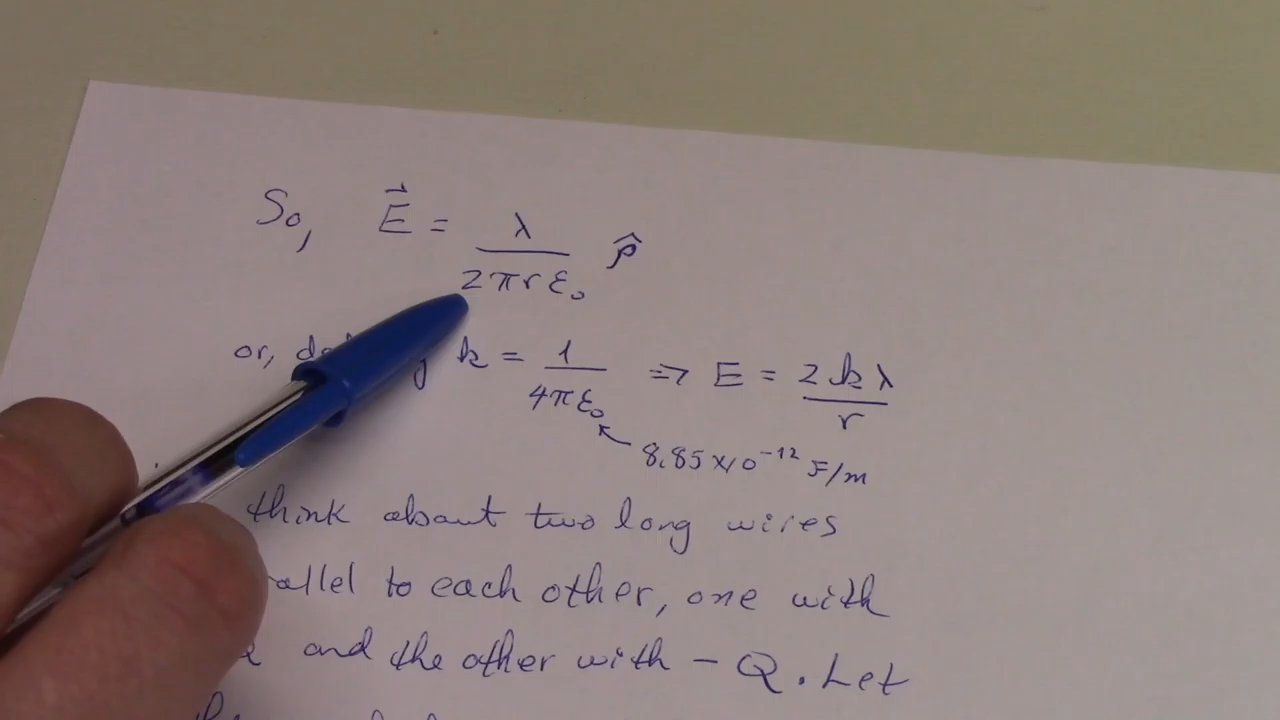 So, E⃗ = λ / 2πrε₀ ρ̂
or, k = 1 / 4πε₀ ⇒ E = 2kλ / r
8.85×10⁻¹² F/m
think about two long wires
to each other, one with
and the other with - Q. Let